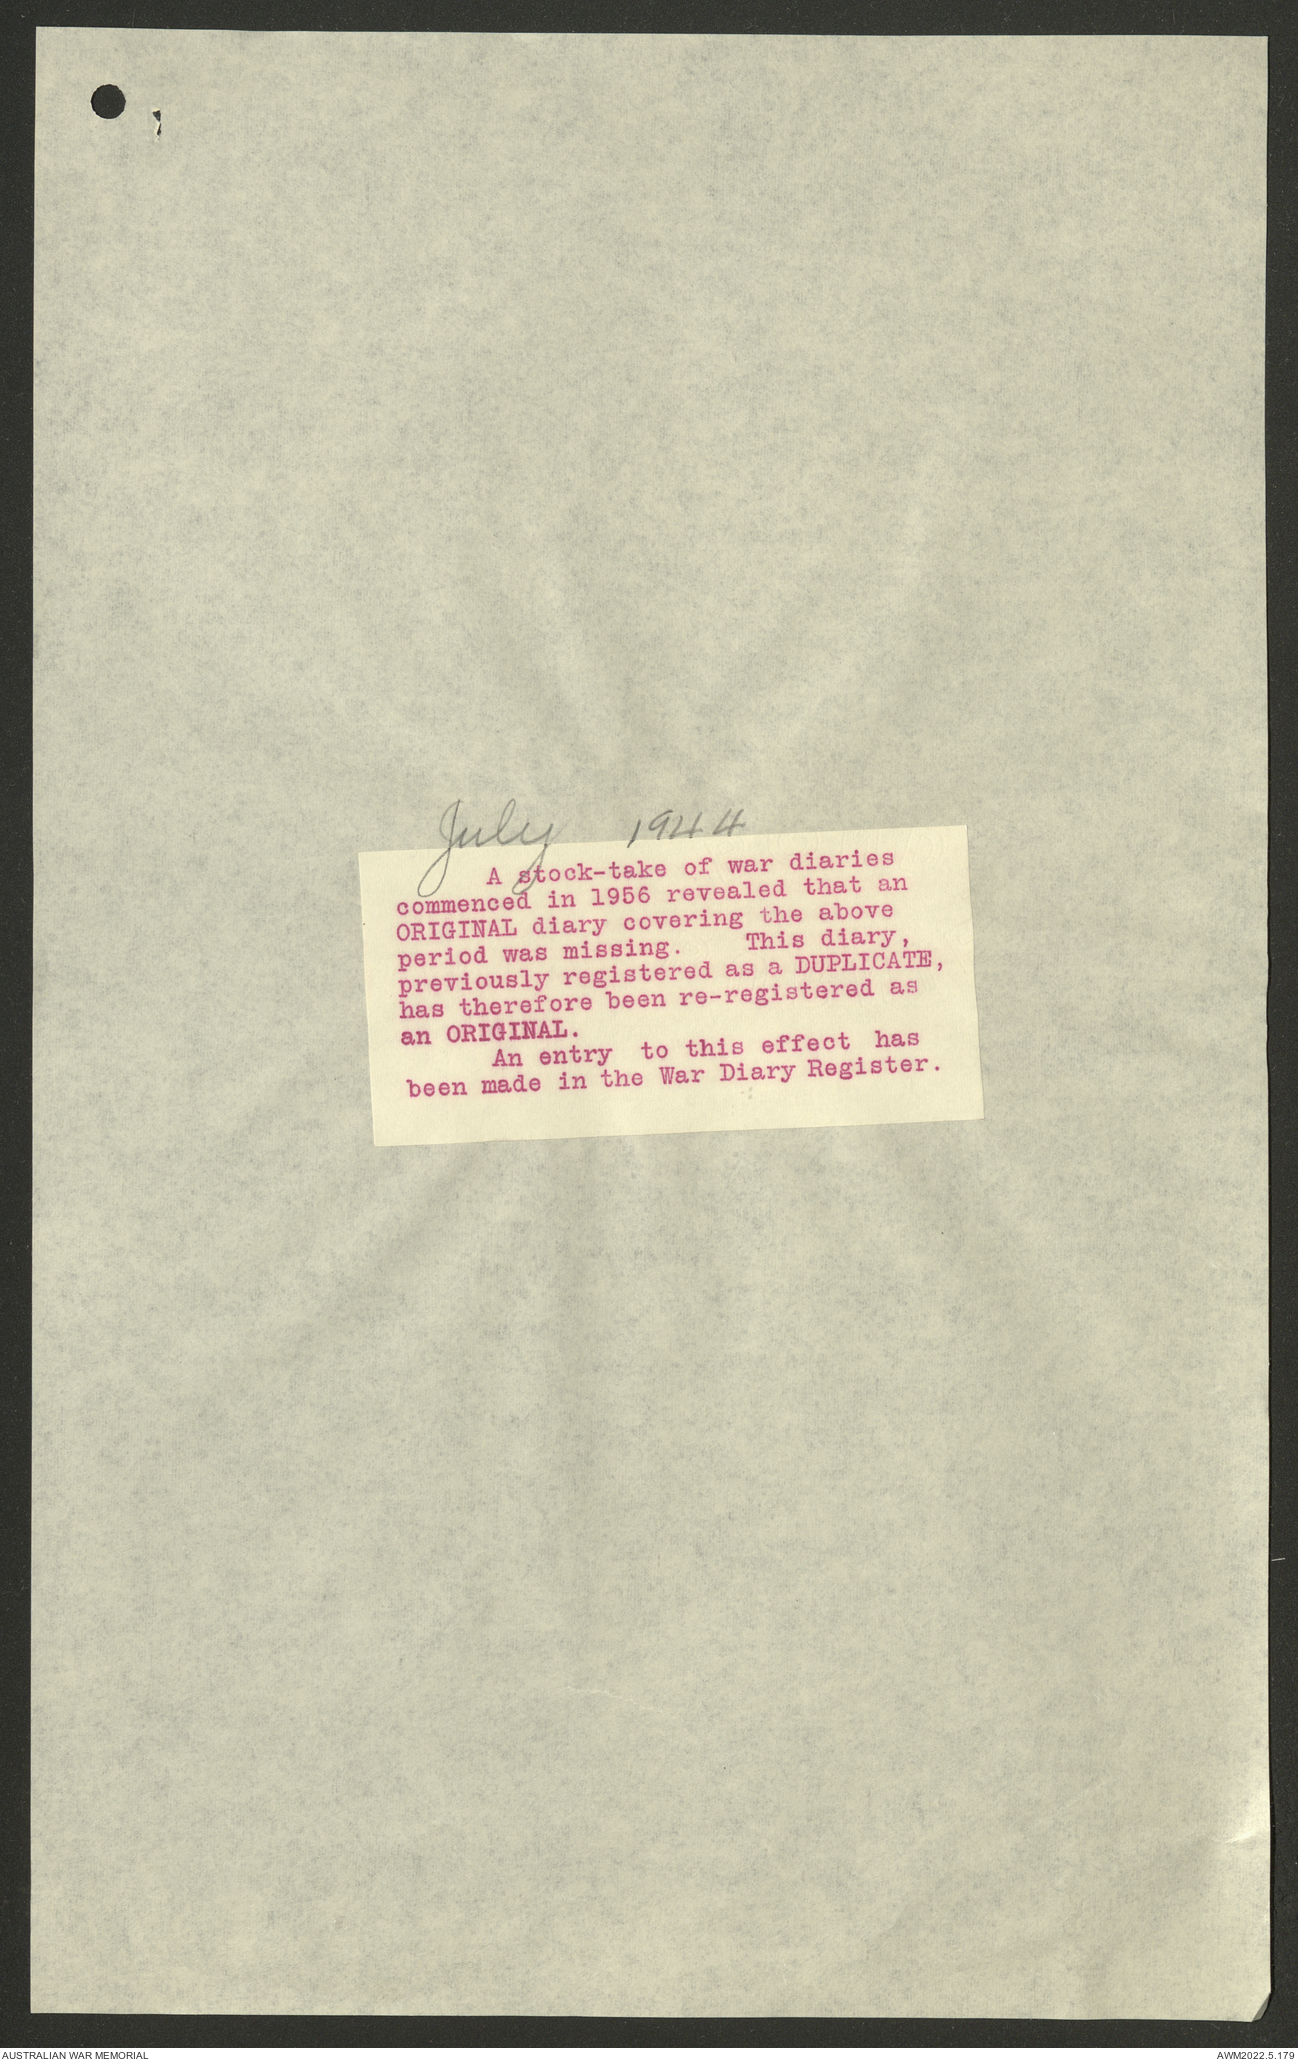 July 1944
A stock-take of war diaries
commenced in 1956 revealed that an
ORIGINAL diary covering the above
period was missing. This diary,
previously registered as a DUPLICATE,
has therefore been re-registered as
an ORIGINAL.
An entry to this effect has
been made in the War Diary Register.
AUSTRALIAN WAR MEMORIAL AWM2022.5.179